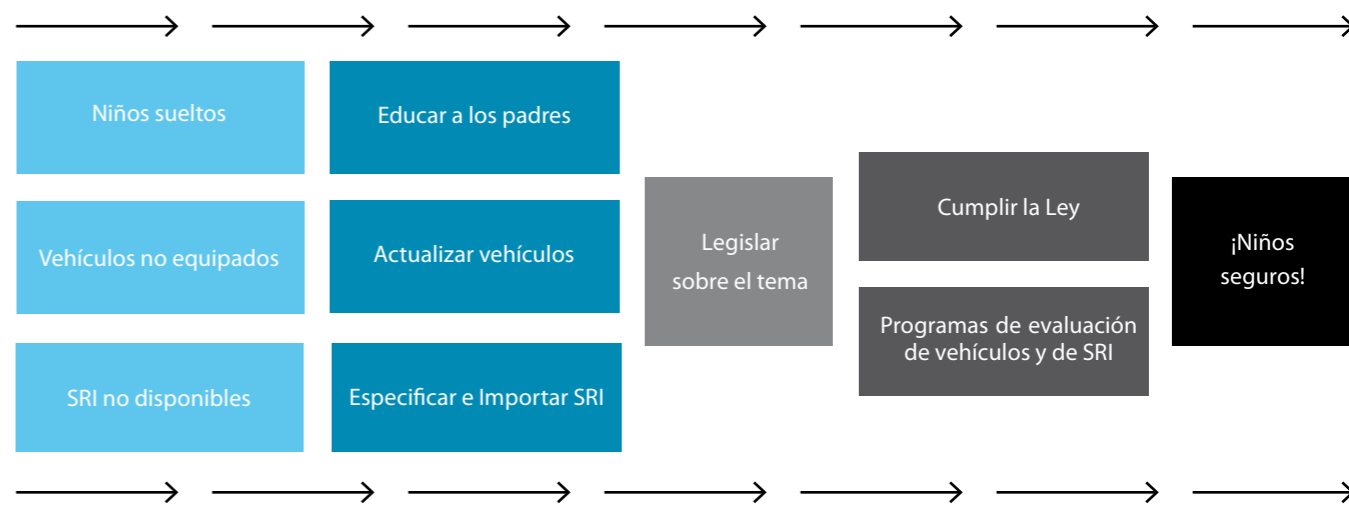 Niños sueltos
Educar a los padres
Vehículos no equipados
Actualizar vehículos
SRI no disponibles
Especificar e Importar SRI
Legislar
sobre el tema
Cumplir la Ley
Programas de evaluación
de vehículos y de SRI
¡Niños
seguros!